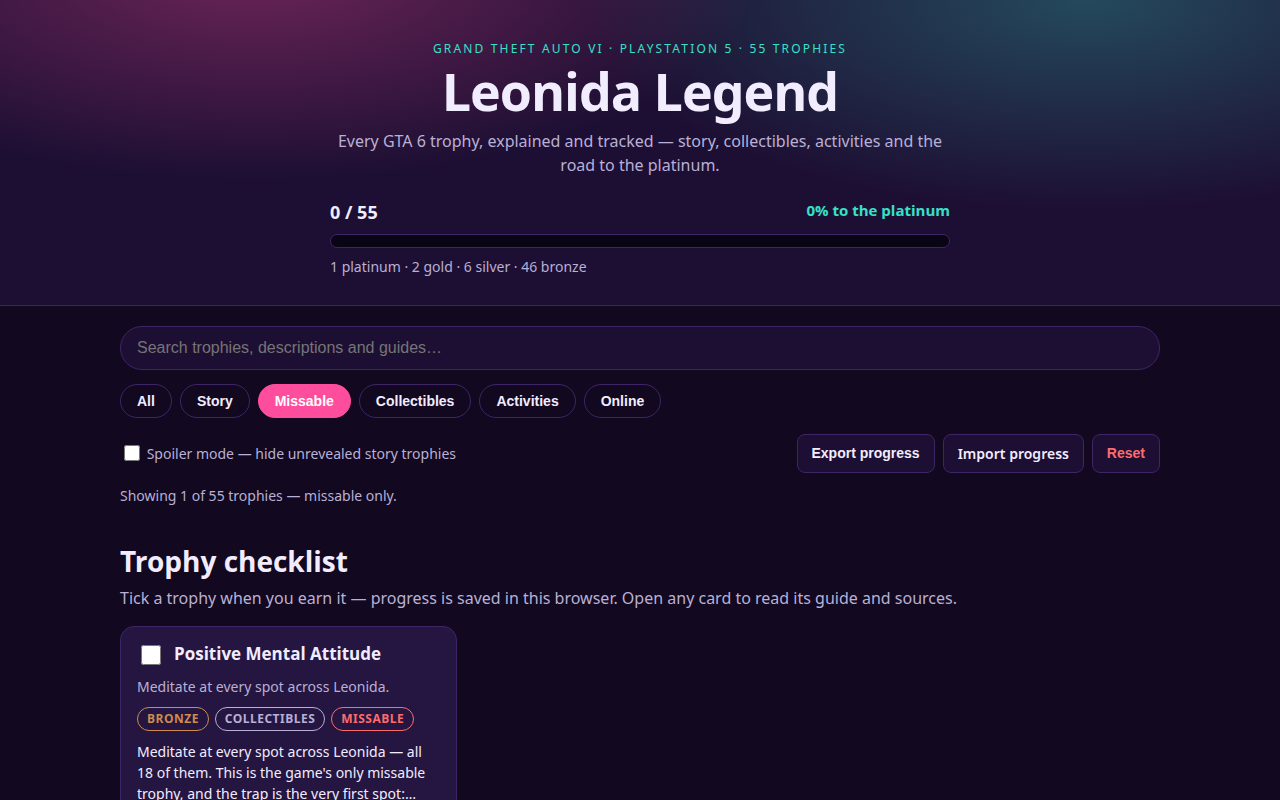 GRAND THEFT AUTO VI · PLAYSTATION 5 · 55 TROPHIES
Leonida Legend
Every GTA 6 trophy, explained and tracked — story, collectibles, activities and the
road to the platinum.
0 / 55
0% to the platinum
1 platinum · 2 gold · 6 silver · 46 bronze
Search trophies, descriptions and guides…
All
Story
Missable
Collectibles
Activities
Online
Spoiler mode — hide unrevealed story trophies
Export progress
Import progress
Reset
Showing 1 of 55 trophies — missable only.
Trophy checklist
Tick a trophy when you earn it — progress is saved in this browser. Open any card to read its guide and sources.
Positive Mental Attitude
Meditate at every spot across Leonida.
BRONZE
COLLECTIBLES
MISSABLE
Meditate at every spot across Leonida — all
18 of them. This is the game's only missable
trophy, and the trap is the very first spot:…